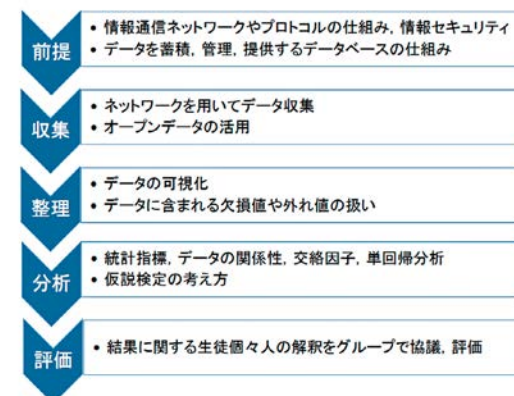 前提
• 情報通信ネットワークやプロトコルの仕組み, 情報セキュリティ
• データを蓄積, 管理, 提供するデータベースの仕組み
収集
• ネットワークを用いてデータ収集
• オープンデータの活用
整理
• データの可視化
• データに含まれる欠損値や外れ値の扱い
分析
• 統計指標, データの関係性, 交絡因子, 単回帰分析
• 仮説検定の考え方
評価
• 結果に関する生徒個々人の解釈をグループで協議, 評価